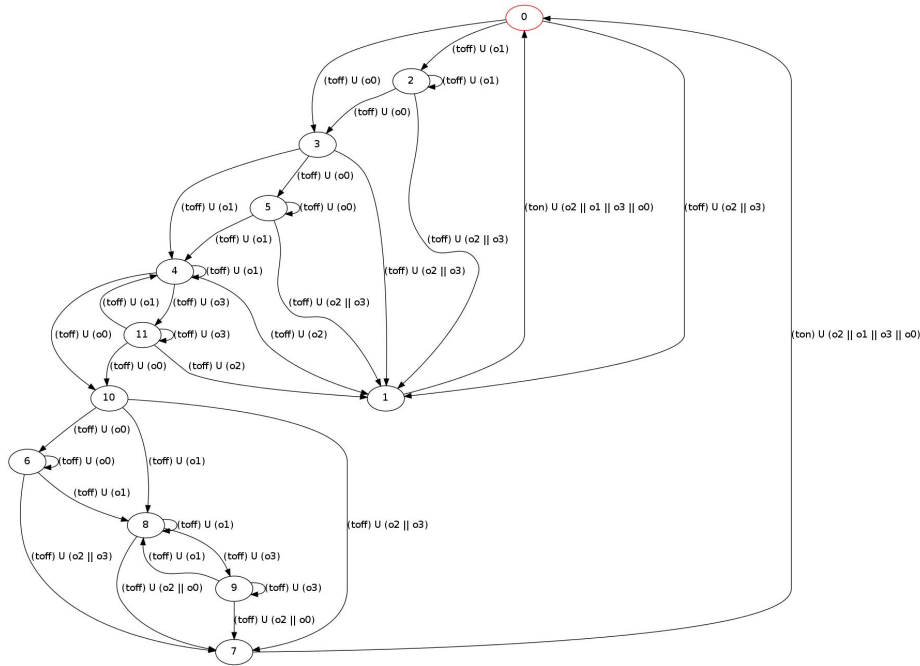 0
(toff) U (o1)
(toff) U (o0)
2
(toff) U (o1)
(toff) U (o0)
3
(toff) U (o0)
(toff) U (o1)
5
(toff) U (o0)
(ton) U (o2 || o1 || o3 || o0)
(toff) U (o2 || o3)
(toff) U (o1)
(toff) U (o2 || o3)
4
(toff) U (o1)
(toff) U (o2 || o3)
(toff) U (o1)
(toff) U (o3)
(toff) U (o2 || o3)
(toff) U (o0)
11
(toff) U (o3)
(toff) U (o2)
(ton) U (o2 || o1 || o3 || o0)
(toff) U (o0)
(toff) U (o2)
10
1
(toff) U (o0)
6
(toff) U (o0)
(toff) U (o1)
(toff) U (o1)
8
(toff) U (o1)
(toff) U (o2 || o3)
(toff) U (o2 || o3)
(toff) U (o1)
(toff) U (o3)
(toff) U (o2 || o0)
9
(toff) U (o3)
(toff) U (o2 || o0)
7